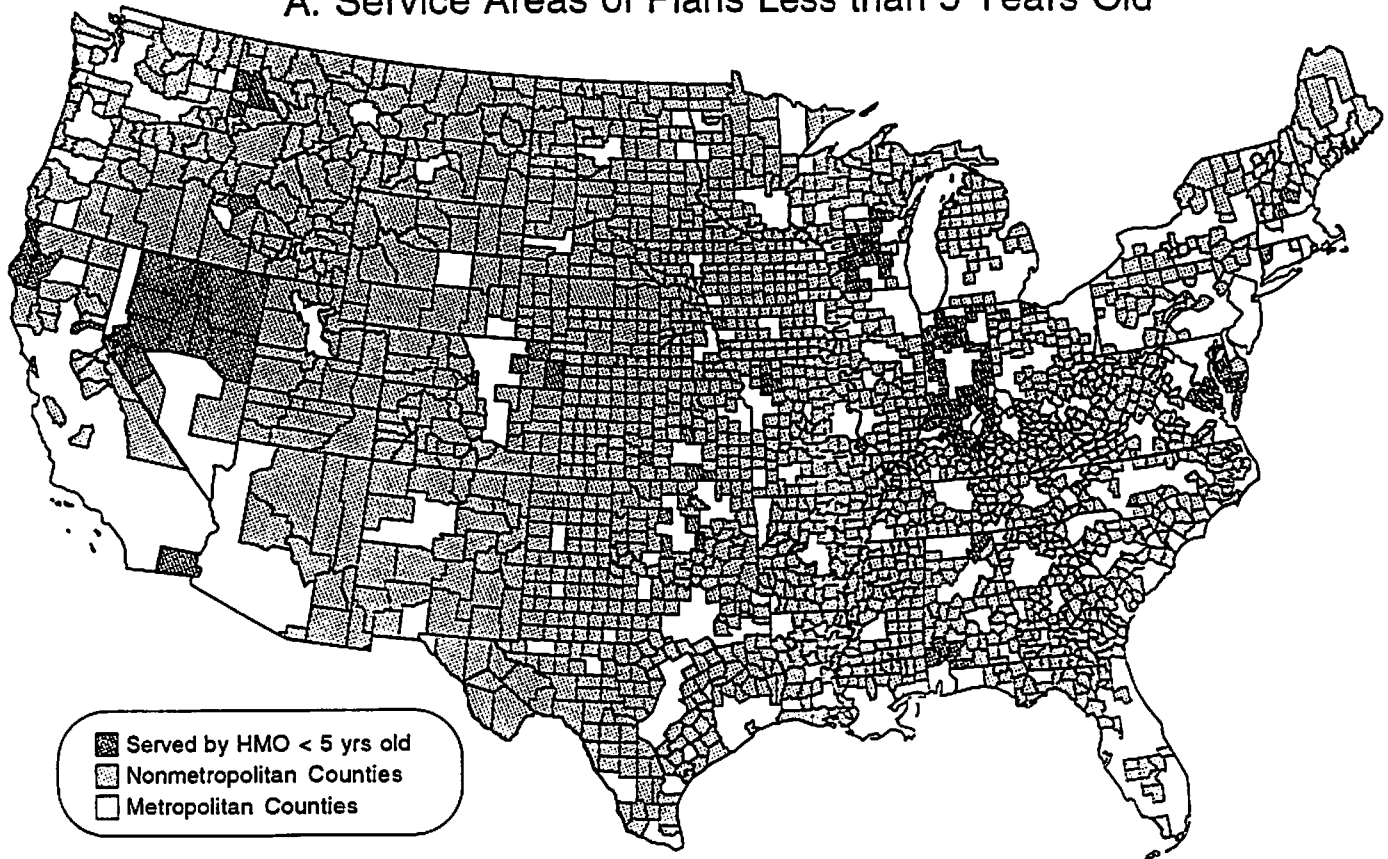 A. Service Areas of Plans Less than 5 Years Old
Served by HMO < 5 yrs old
Nonmetropolitan Counties
Metropolitan Counties